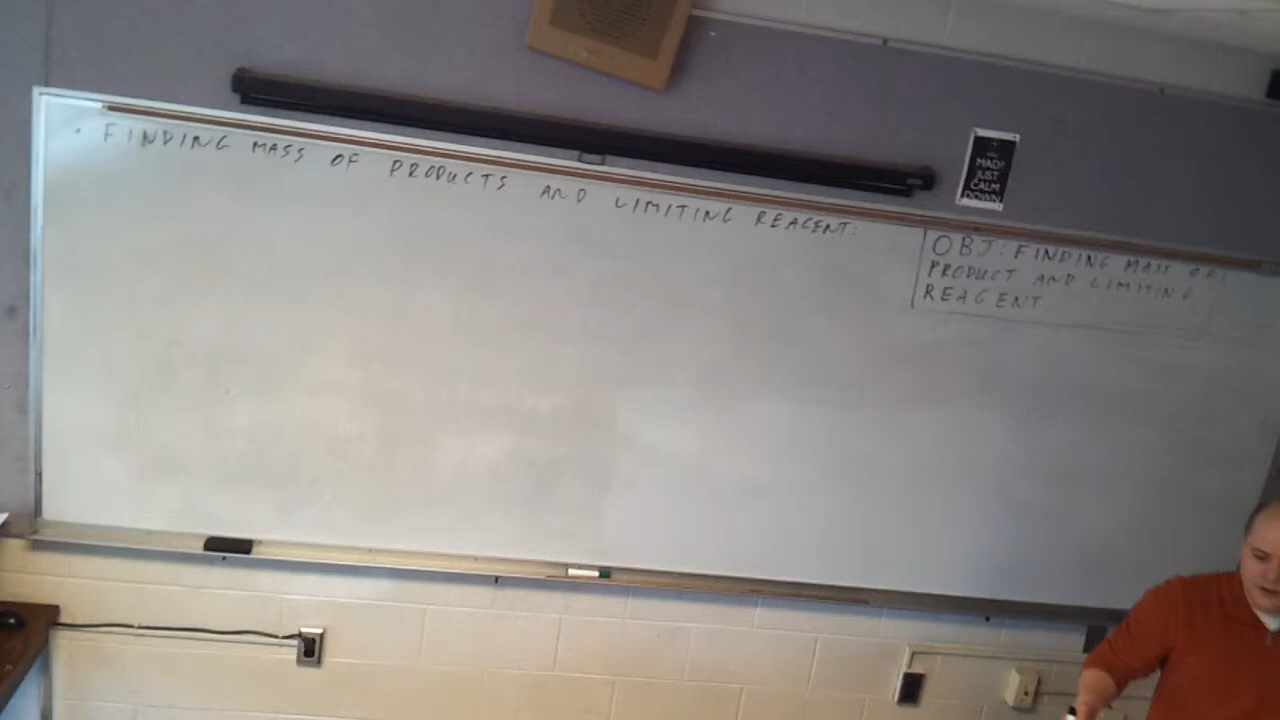 • FINDING MASS OF PRODUCTS AND LIMITING REAGENT:
MAD?
JUST
CALM
DOWN
OBJ: FINDING MASS OF
PRODUCT AND LIMITING
REAGENT